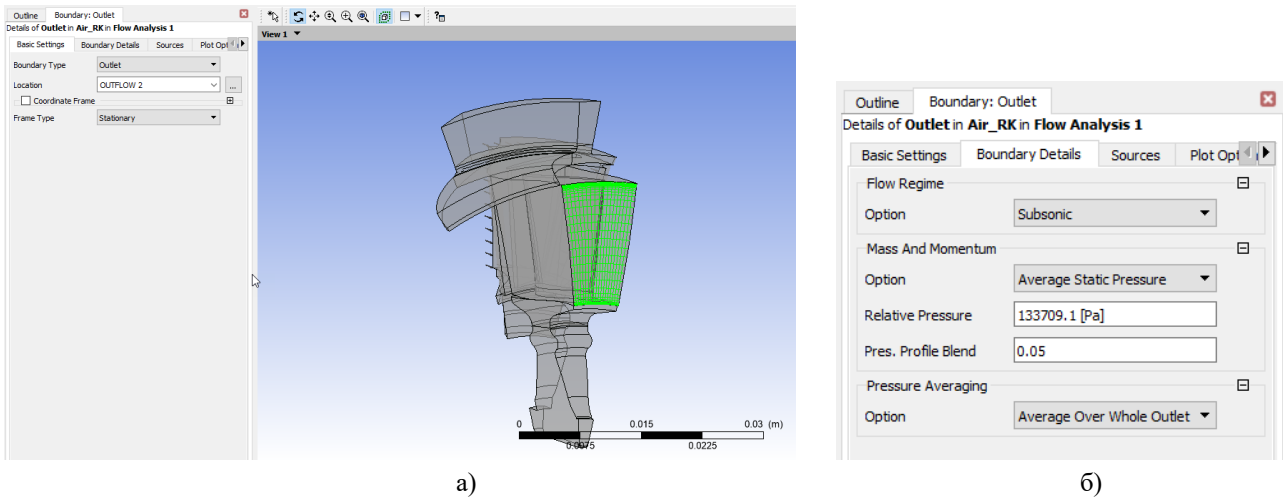 Outline Boundary: Outlet
Details of Outlet in Air_RK in Flow Analysis 1
Basic Settings Boundary Details Sources Plot Opt
Boundary Type Outlet
Location OUTFLOW 2 ...
Coordinate Frame
Frame Type Stationary
View 1
0 0.015 0.03 (m)
0.0075 0.0225
а)
Outline Boundary: Outlet
Details of Outlet in Air_RK in Flow Analysis 1
Basic Settings Boundary Details Sources Plot Opt
Flow Regime
Option Subsonic
Mass And Momentum
Option Average Static Pressure
Relative Pressure 133709.1 [Pa]
Pres. Profile Blend 0.05
Pressure Averaging
Option Average Over Whole Outlet
б)